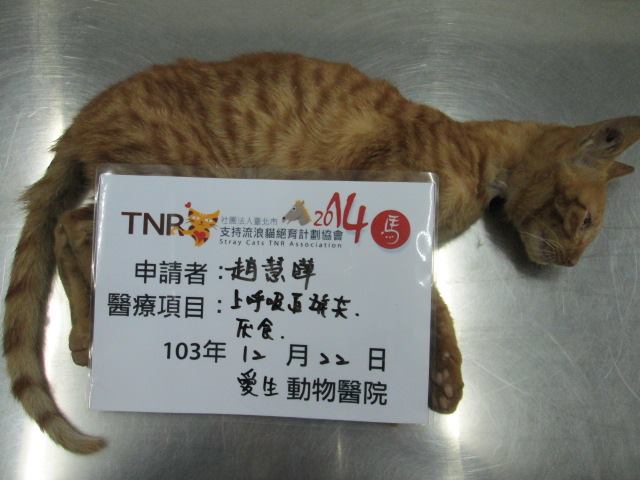 TNR 社團法人臺北市 2014 馬
支持流浪貓絕育計劃協會
Stray Cats TNR Association
申請者：趙慧曄
醫療項目：上呼吸道感染.
灰食.
103年 12 月 22 日
愛生 動物醫院